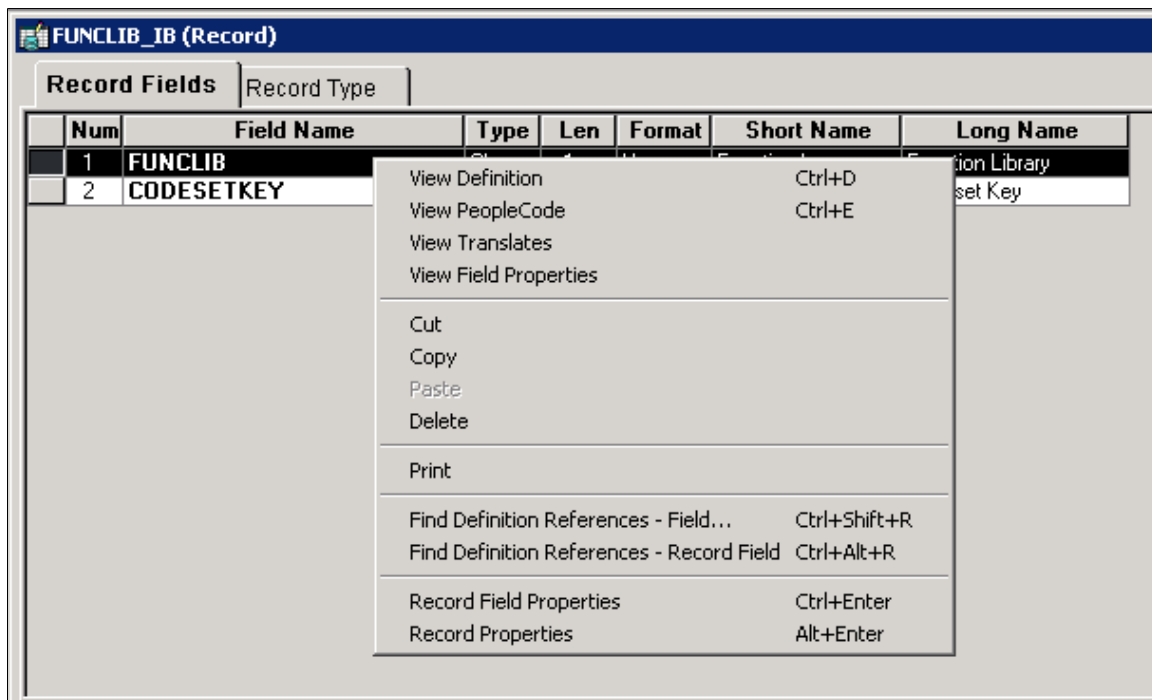 FUNCLIB_IB (Record)
Record Fields Record Type
Num Field Name Type Len Format Short Name Long Name
1 FUNCLIB tion Library
2 CODESETKEY set Key
View Definition Ctrl+D
View PeopleCode Ctrl+E
View Translates
View Field Properties
Cut
Copy
Paste
Delete
Print
Find Definition References - Field... Ctrl+Shift+R
Find Definition References - Record Field Ctrl+Alt+R
Record Field Properties Ctrl+Enter
Record Properties Alt+Enter